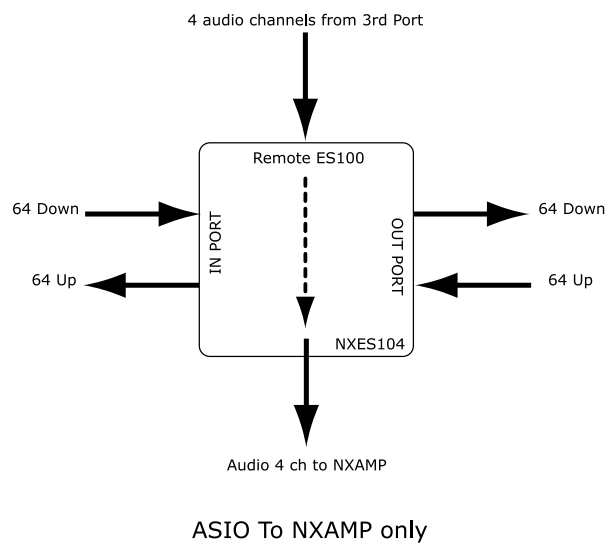 4 audio channels from 3rd Port
Remote ES100
64 Down
IN PORT
OUT PORT
64 Down
64 Up
64 Up
NXES104
Audio 4 ch to NXAMP
ASIO To NXAMP only